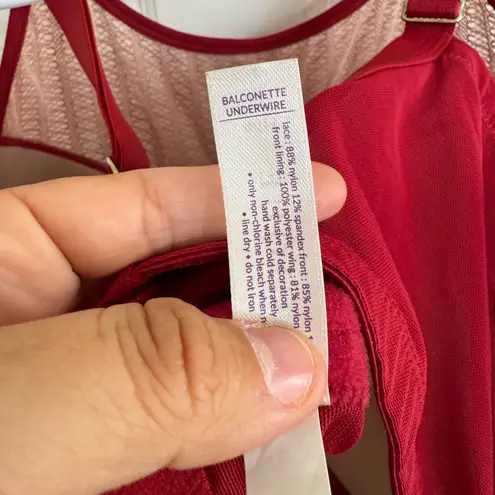 BALCONETTE
UNDERWIRE
lace : 88% nylon 12% spandex front : 85% nylon
front lining : 100% polyester wing : 81% nylon
exclusive of decoration
hand wash cold separately
• only non-chlorine bleach when
• line dry • do not iron